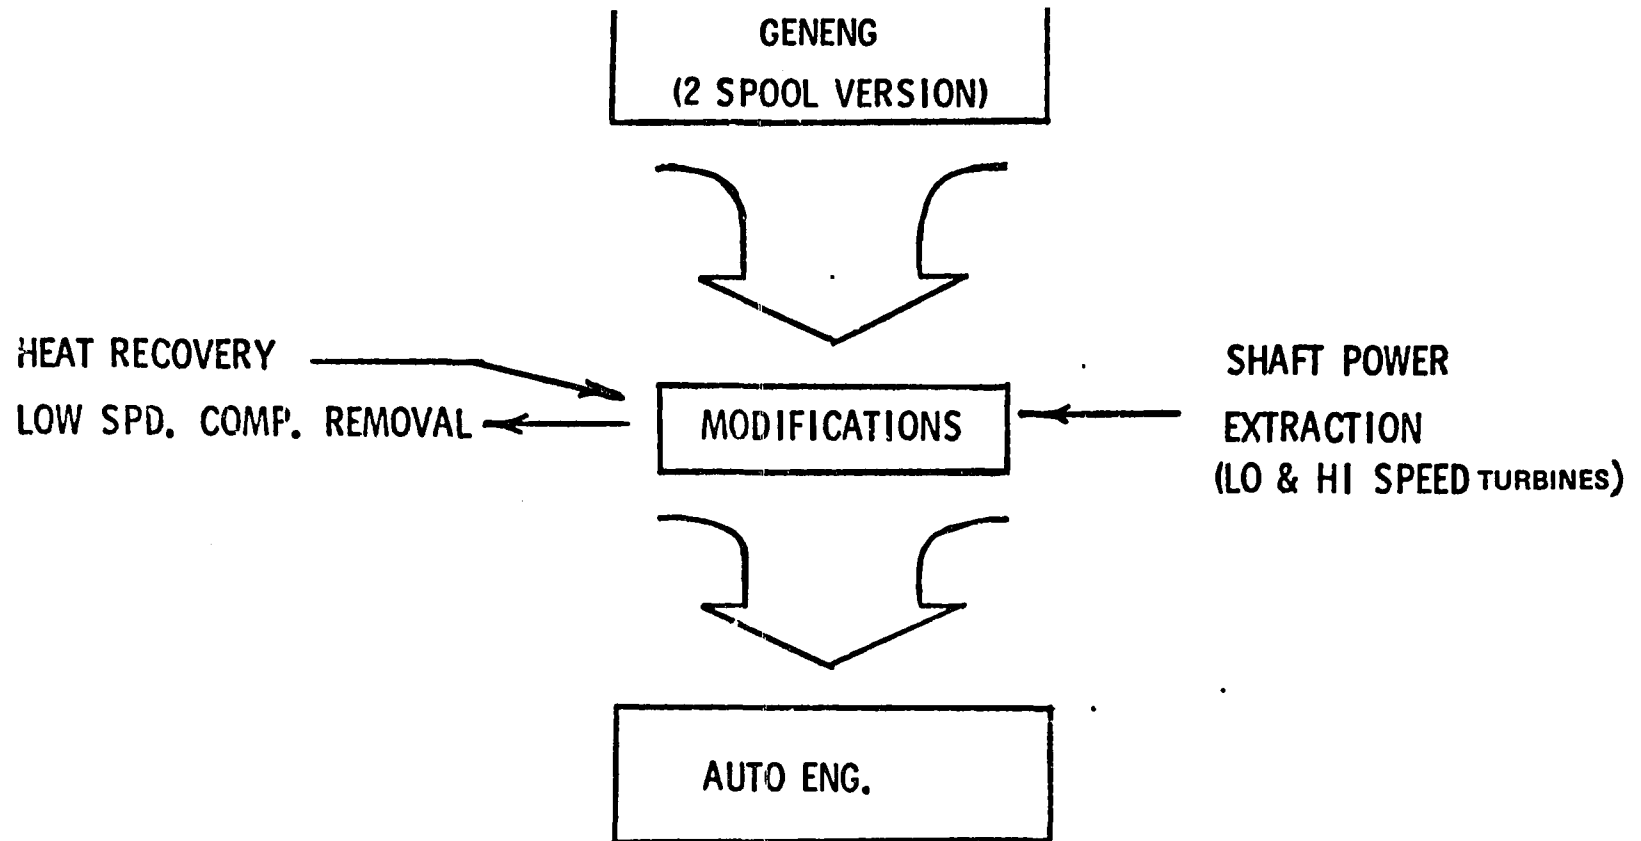 GENENG
(2 SPOOL VERSION)
HEAT RECOVERY
LOW SPD. COMP. REMOVAL
MODIFICATIONS
SHAFT POWER
EXTRACTION
(LO & HI SPEED TURBINES)
AUTO ENG.